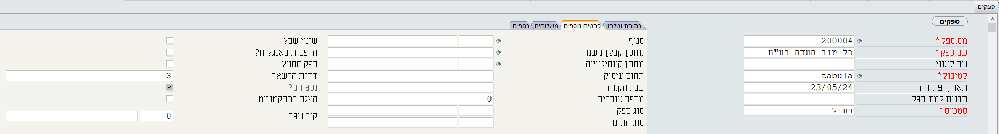 ספקים
ספקים
מס.ספק * 200004
שם ספק * כל טוב השדה בע"מ
שם לועזי
לטיפול * tabula
תאריך פתיחה 23/05/24
תבנית למס' ספק
סטטוס * פעיל
כתובת וטלפון פרטים נוספים משלוחים כספים
סניף
מחסן קבלן משנה
מחסן קונסיגנציה
תחום עיסוק
שנת הקמה
מספר עובדים 0
סוג ספק
סוג הזמנה
שינוי שם?
הדפסות באנגלית?
ספק חסוי?
דרגת הרשאה 3
נספחים?
הצגה במרקטגייט
קוד שפה 0